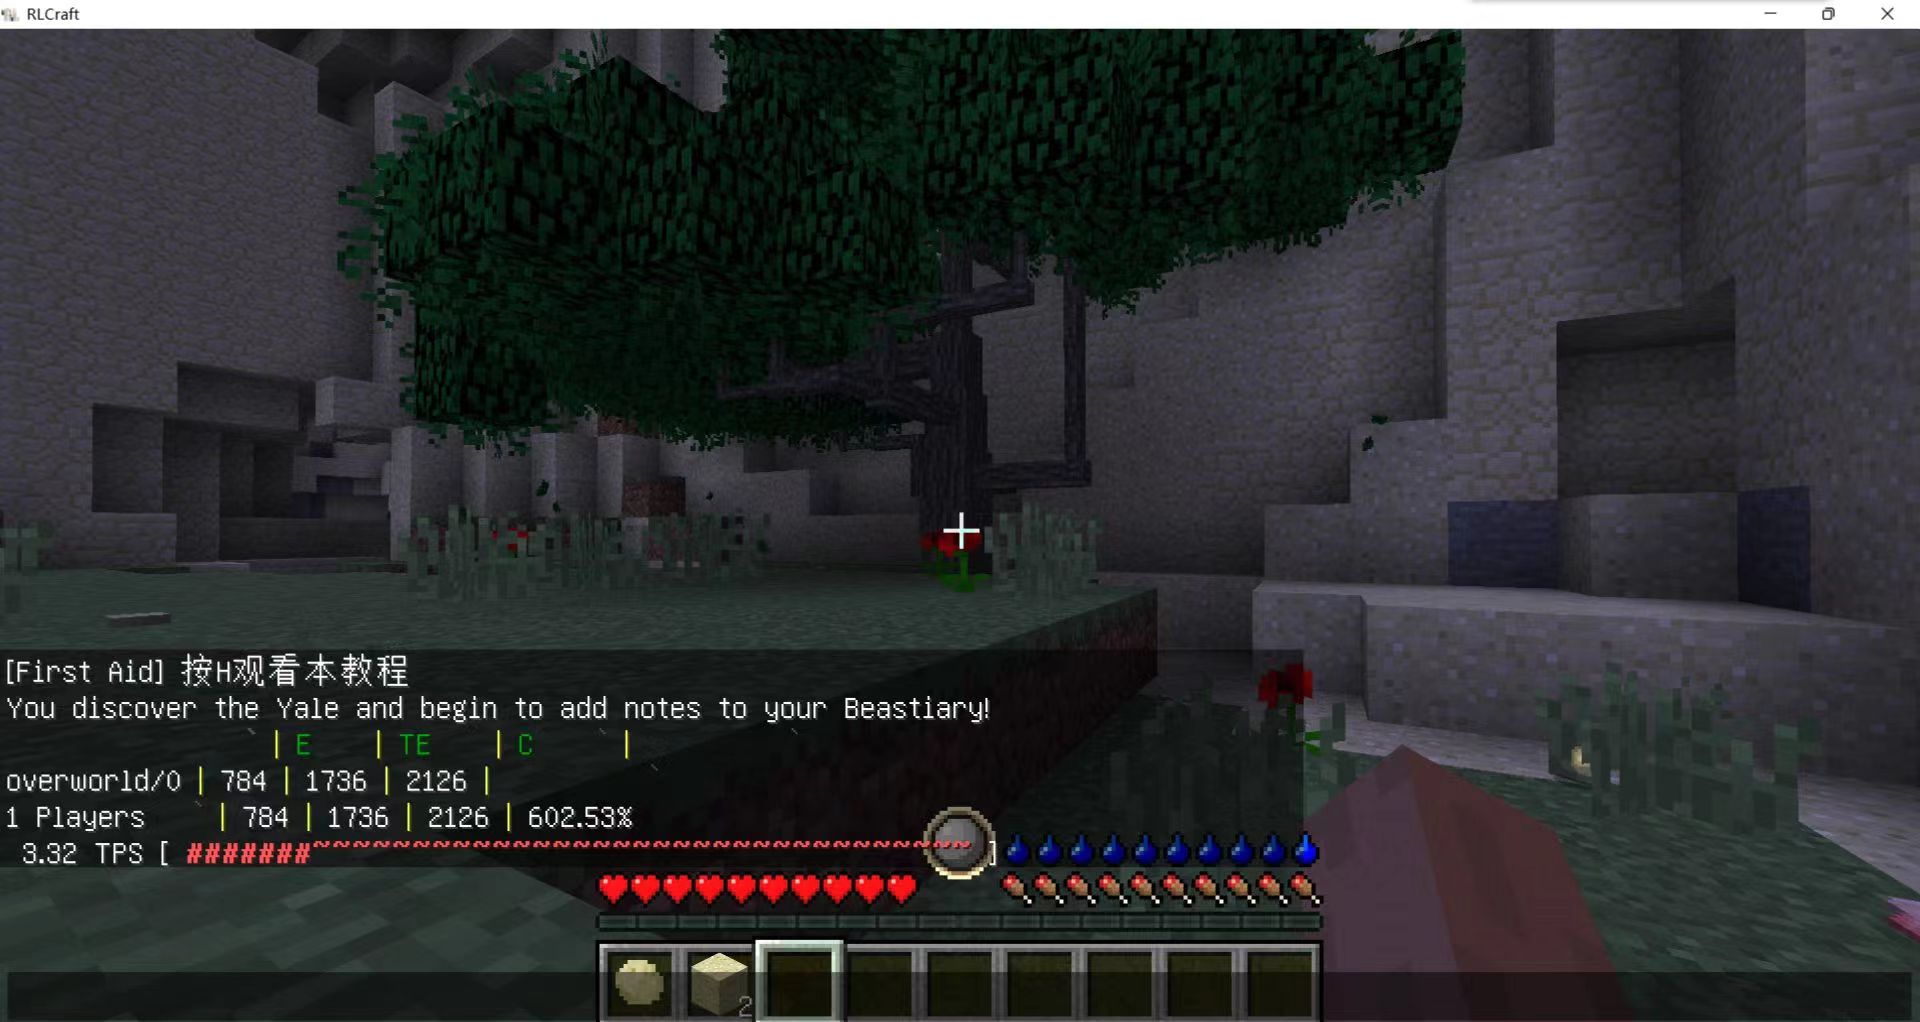 RLCraft
[First Aid] 按H观看本教程
You discover the Yale and begin to add notes to your Beastiary!
| E | TE | C |
overworld/0 | 784 | 1736 | 2126 |
1 Players | 784 | 1736 | 2126 | 602.53%
3.32 TPS [ #######~~~~~~~~~~~~~~~~~~~~~~~~~~~~~~~~~~~~~~~~~ ]
2